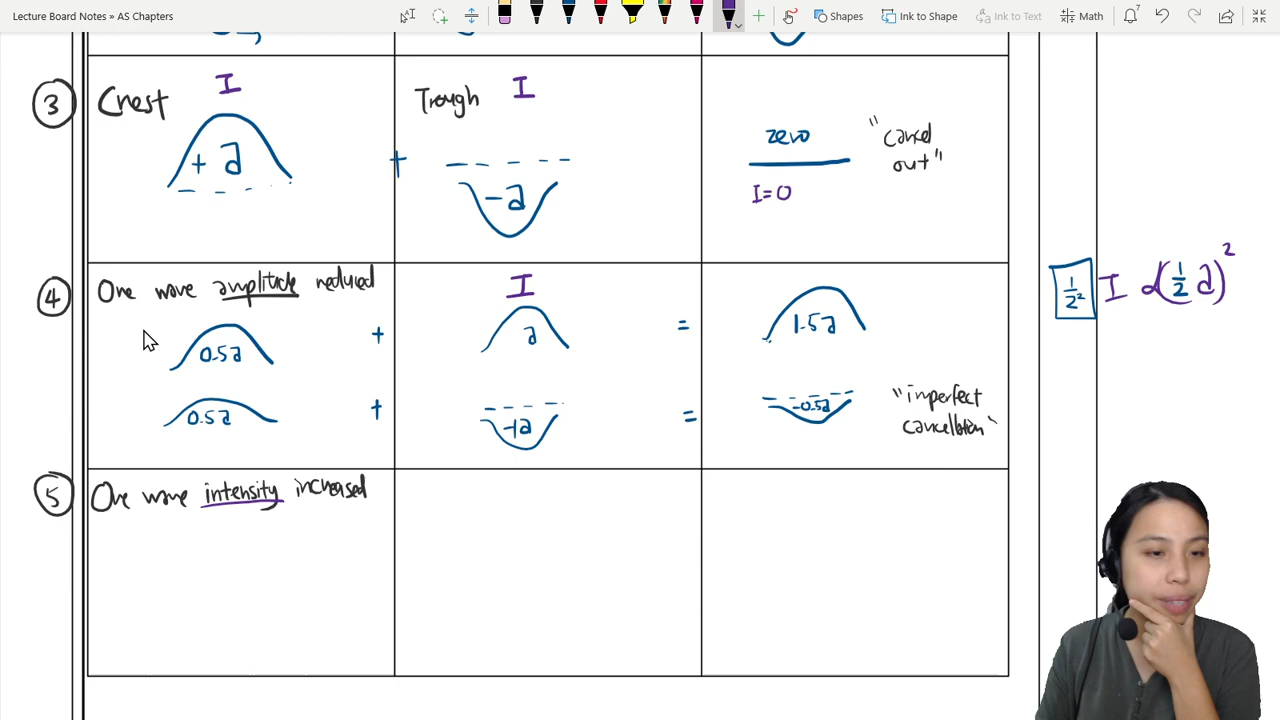 Lecture Board Notes » AS Chapters
Shapes
Ink to Shape
Ink to Text
Math
7
3
Crest I
+ a
+
Trough I
-a
zero
I=0
"cancel
out"
4
One wave amplitude reduced
0.5a
+
I
a
=
1.5a
0.5a
+
-1a
=
-0.5a
"imperfect
cancellation"
1/2² I α (1/2 a)²
5
One wave intensity increased